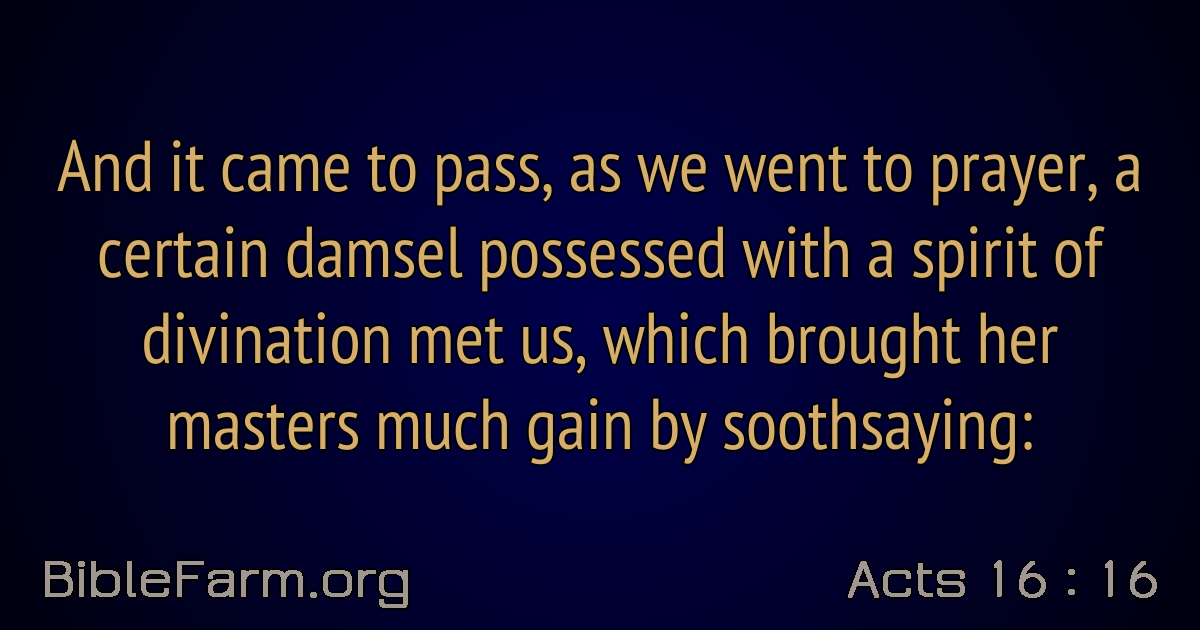 And it came to pass, as we went to prayer, a
certain damsel possessed with a spirit of
divination met us, which brought her
masters much gain by soothsaying:
BibleFarm.org
Acts 16 : 16